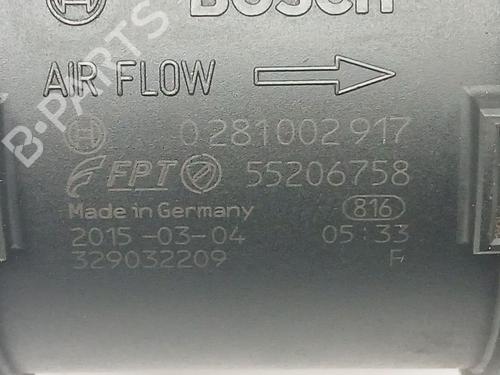 BOSCH
AIR FLOW
0 281 002 917
FPT 55206758
Made in Germany 816
2015-03-04 05:33
329032209 F
B-PARTS